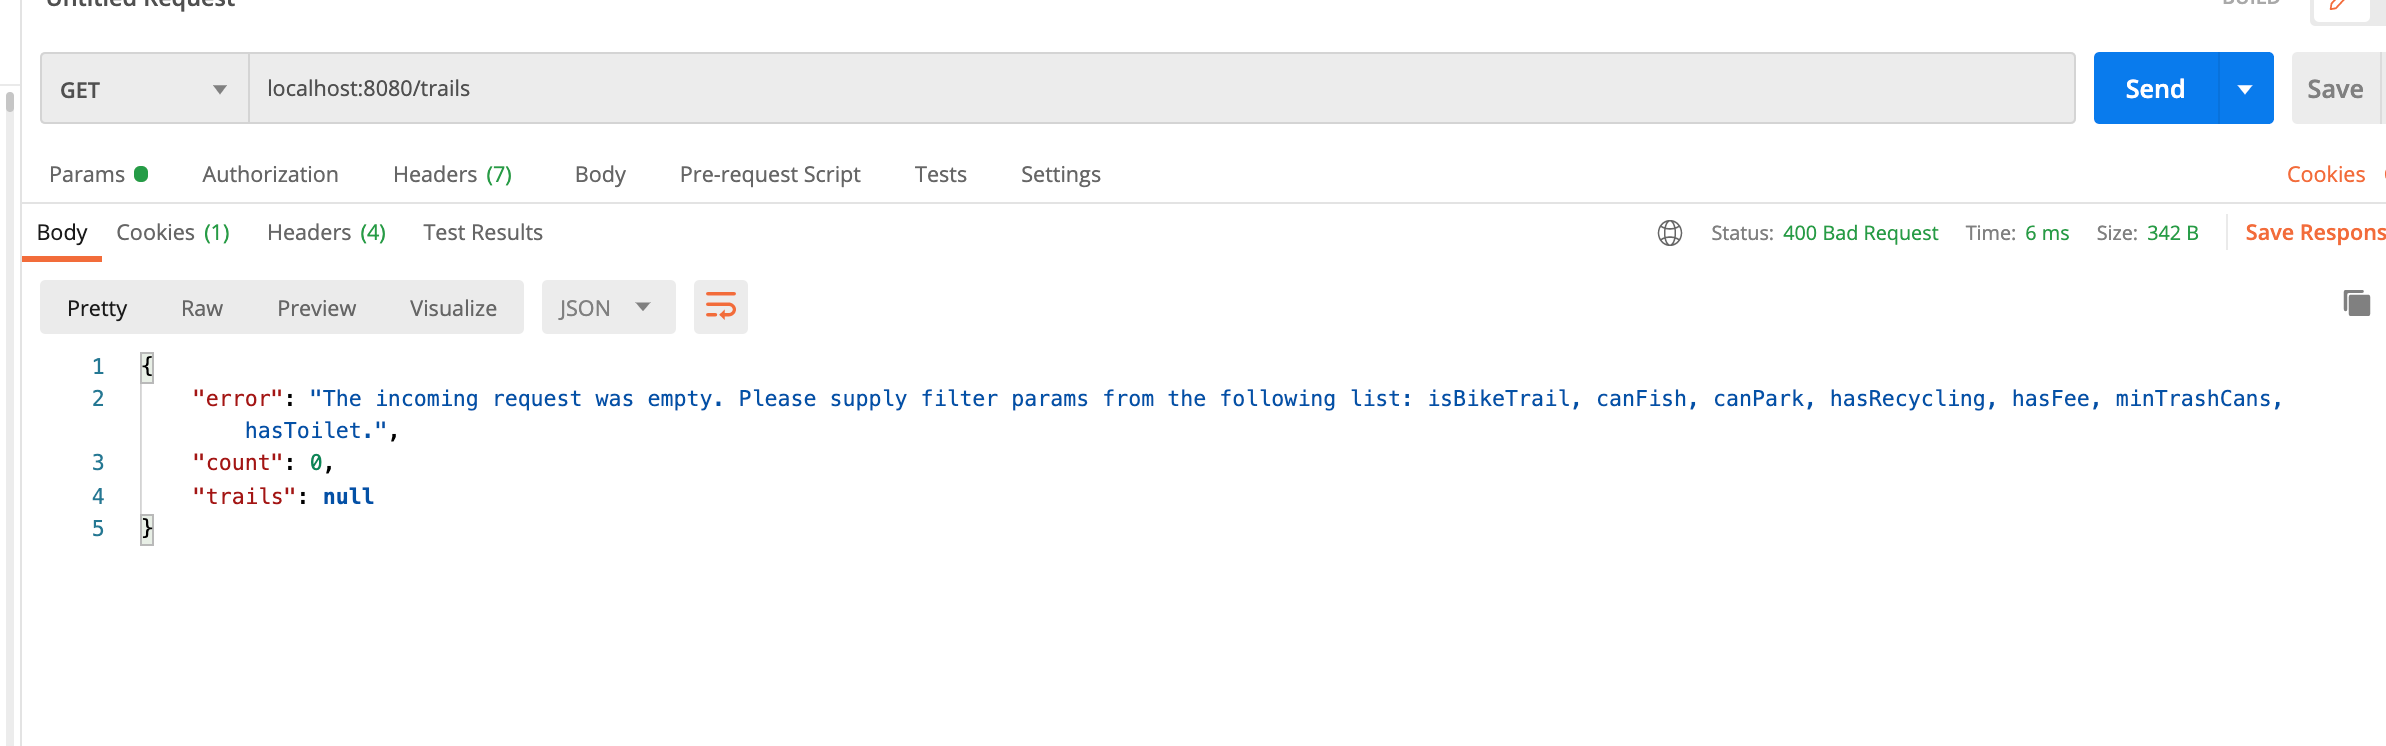 Untitled Request
BUILD
GET
localhost:8080/trails
Send
Save
Params
Authorization
Headers (7)
Body
Pre-request Script
Tests
Settings
Cookies
Body
Cookies (1)
Headers (4)
Test Results
Status: 400 Bad Request
Time: 6 ms
Size: 342 B
Save Respons
Pretty
Raw
Preview
Visualize
JSON
1 {
2 "error": "The incoming request was empty. Please supply filter params from the following list: isBikeTrail, canFish, canPark, hasRecycling, hasFee, minTrashCans,
hasToilet.",
3 "count": 0,
4 "trails": null
5 }